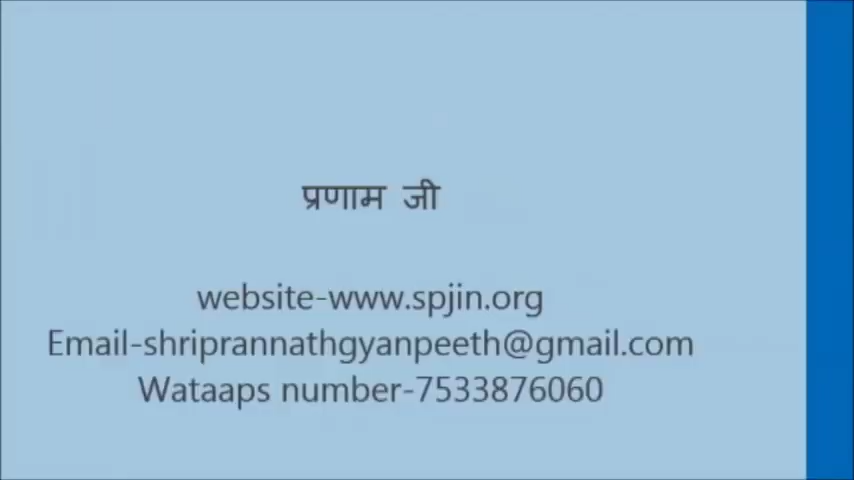 प्रणाम जी
website-www.spjin.org
Email-shriprannathgyanpeeth@gmail.com
Wataaps number-7533876060